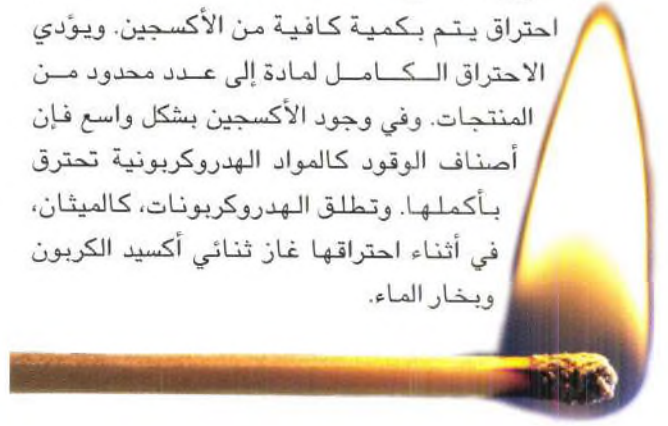 احتراق يتم بكمية كافية من الأكسجين. ويؤدي
الاحتراق الكامل لمادة إلى عدد محدود من
المنتجات. وفي وجود الأكسجين بشكل واسع فإن
أصناف الوقود كالمواد الهدروكربونية تحترق
بأكملها. وتطلق الهدروكربونات، كالميثان،
في أثناء احتراقها غاز ثنائي أكسيد الكربون
وبخار الماء.